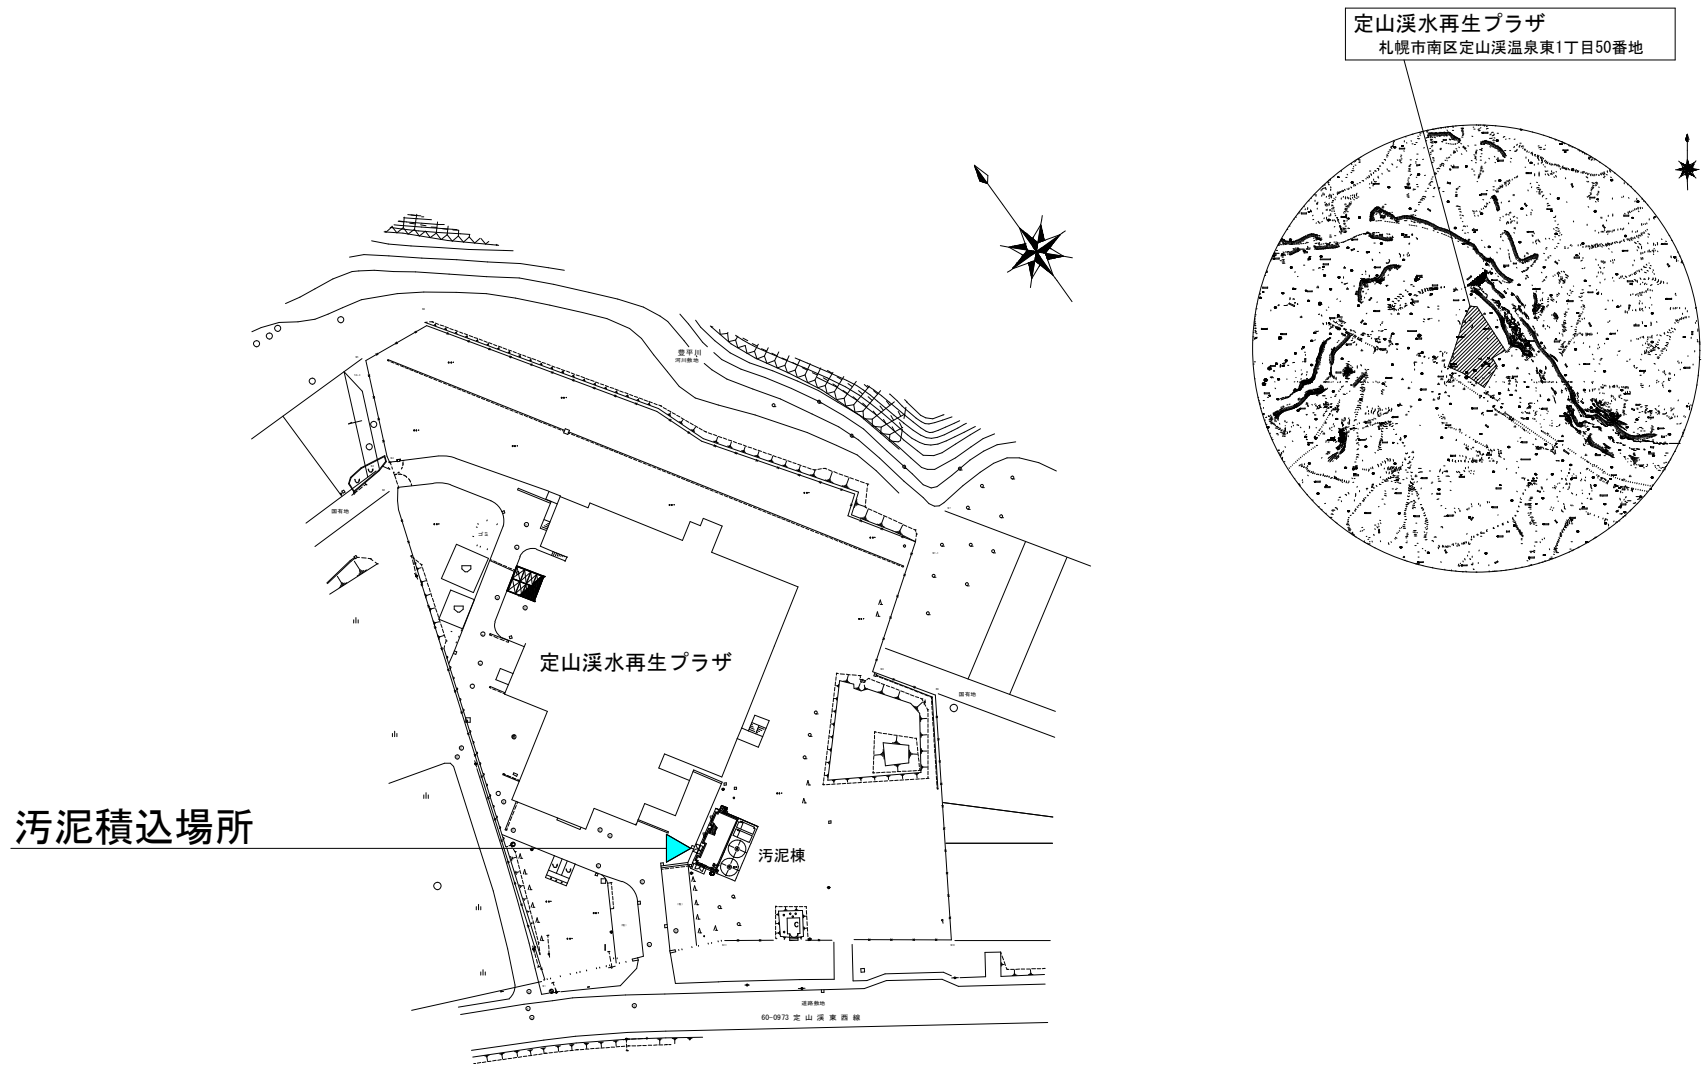 定山渓水再生プラザ
札幌市南区定山渓温泉東1丁目50番地
豊平川
河川敷地
国有地
定山渓水再生プラザ
国有地
汚泥積込場所
汚泥棟
道路敷地
60-0973 定 山 渓 東 西 線